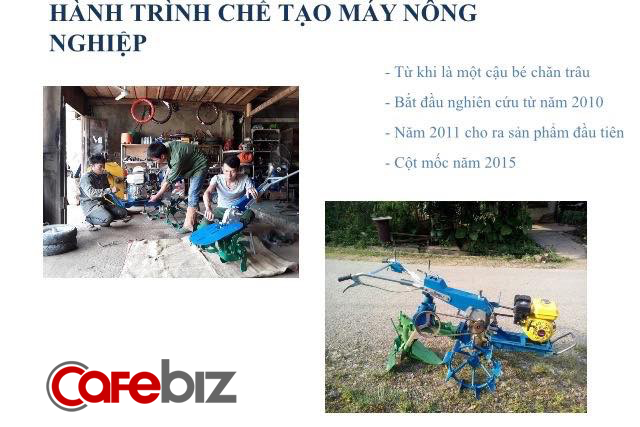 HÀNH TRÌNH CHẾ TẠO MÁY NÔNG
NGHIỆP
- Từ khi là một cậu bé chăn trâu
- Bắt đầu nghiên cứu từ năm 2010
- Năm 2011 cho ra sản phẩm đầu tiên
- Cột mốc năm 2015
Cafebiz